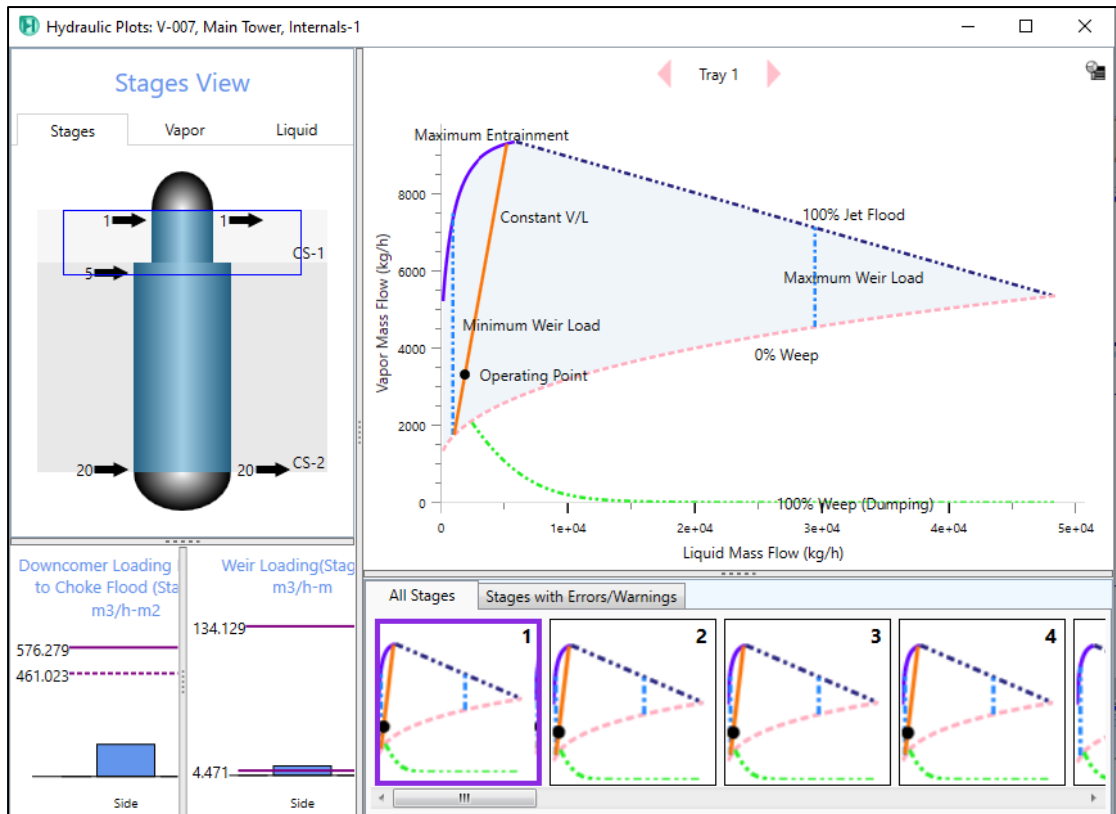 Hydraulic Plots: V-007, Main Tower, Internals-1
Stages View
Stages
Vapor
Liquid
1
1
CS-1
5
20
20
CS-2
Downcomer Loading
to Choke Flood (Sta
m3/h-m2
576.279
461.023
Side
Weir Loading(Stag
m3/h-m
134.129
4.471
Side
Tray 1
Maximum Entrainment
Constant V/L
100% Jet Flood
Maximum Weir Load
Minimum Weir Load
0% Weep
Operating Point
100% Weep (Dumping)
Vapor Mass Flow (kg/h)
8000
6000
4000
2000
0
0
1e+04
2e+04
3e+04
4e+04
5e+04
Liquid Mass Flow (kg/h)
All Stages
Stages with Errors/Warnings
1
2
3
4